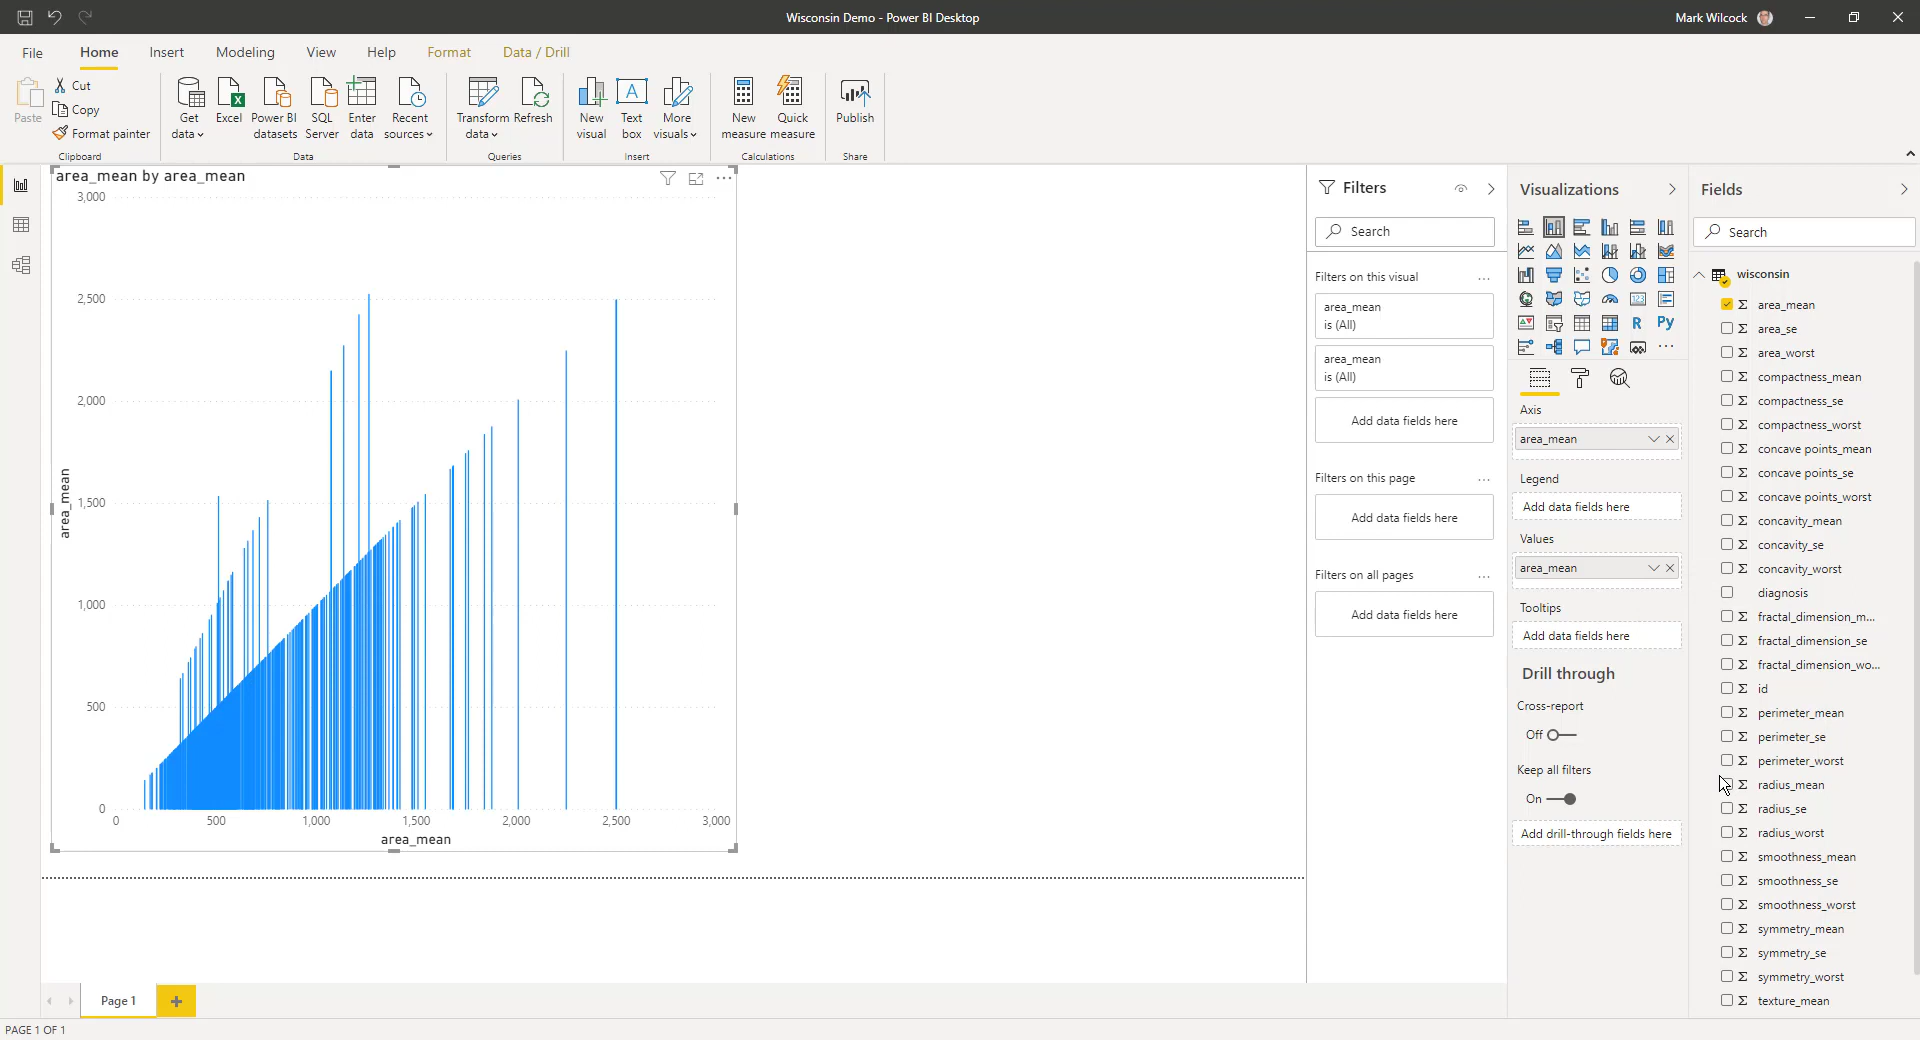 Wisconsin Demo - Power BI Desktop
Mark Wilcock
File
Home
Insert
Modeling
View
Help
Format
Data / Drill
Paste
Cut
Copy
Format painter
Clipboard
Get data
Excel
Power BI datasets
SQL Server
Enter data
Recent sources
Data
Transform data
Refresh
Queries
New visual
A
Text box
More visuals
Insert
New measure
Quick measure
Calculations
Publish
Share
area_mean by area_mean
3,000
2,500
2,000
1,500
1,000
500
0
area_mean
0
500
1,000
1,500
2,000
2,500
3,000
area_mean
Filters
Search
Filters on this visual
area_mean
is (All)
area_mean
is (All)
Add data fields here
Filters on this page
Add data fields here
Filters on all pages
Add data fields here
Visualizations
123
R
Py
Axis
area_mean
Legend
Add data fields here
Values
area_mean
Tooltips
Add data fields here
Drill through
Cross-report
Off
Keep all filters
On
Add drill-through fields here
Fields
Search
wisconsin
Σ area_mean
Σ area_se
Σ area_worst
Σ compactness_mean
Σ compactness_se
Σ compactness_worst
Σ concave points_mean
Σ concave points_se
Σ concave points_worst
Σ concavity_mean
Σ concavity_se
Σ concavity_worst
diagnosis
Σ fractal_dimension_m...
Σ fractal_dimension_se
Σ fractal_dimension_wo...
Σ id
Σ perimeter_mean
Σ perimeter_se
Σ perimeter_worst
Σ radius_mean
Σ radius_se
Σ radius_worst
Σ smoothness_mean
Σ smoothness_se
Σ smoothness_worst
Σ symmetry_mean
Σ symmetry_se
Σ symmetry_worst
Σ texture_mean
Page 1
PAGE 1 OF 1